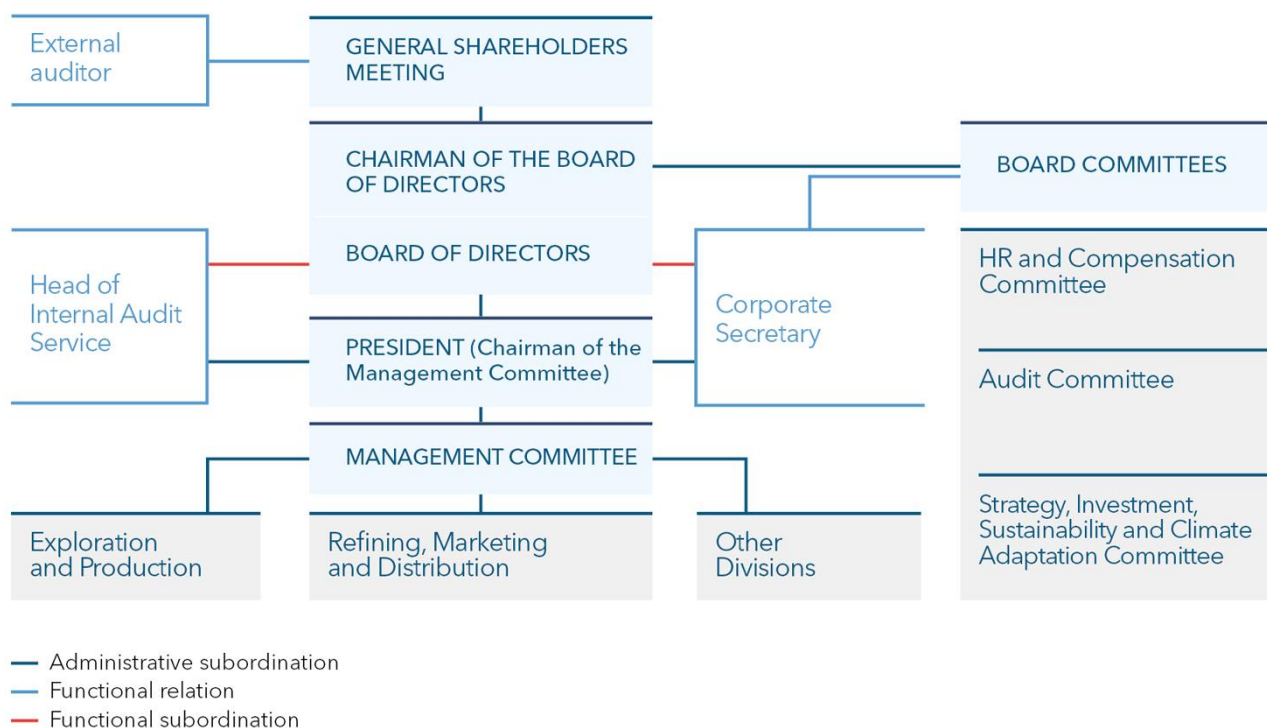 External
auditor
GENERAL SHAREHOLDERS
MEETING
CHAIRMAN OF THE BOARD
OF DIRECTORS
BOARD COMMITTEES
BOARD OF DIRECTORS
Head of
Internal Audit
Service
Corporate
Secretary
HR and Compensation
Committee
PRESIDENT (Chairman of the
Management Committee)
Audit Committee
MANAGEMENT COMMITTEE
Exploration
and Production
Refining, Marketing
and Distribution
Other
Divisions
Strategy, Investment,
Sustainability and Climate
Adaptation Committee
Administrative subordination
Functional relation
Functional subordination